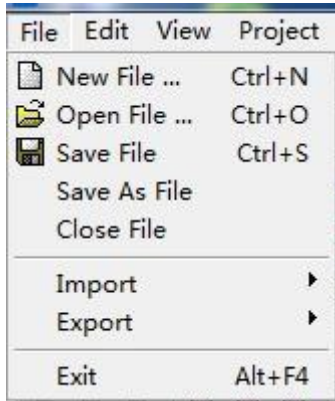 File Edit View Project
New File ... Ctrl+N
Open File ... Ctrl+O
Save File Ctrl+S
Save As File
Close File
Import
Export
Exit Alt+F4